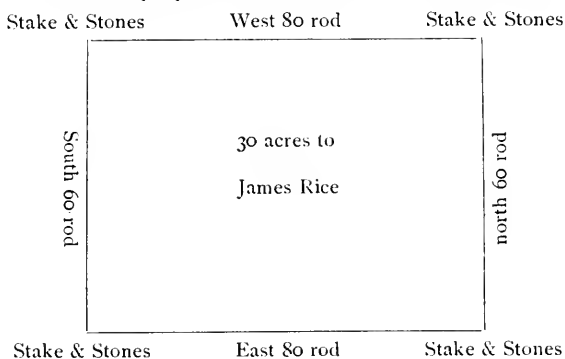 Stake & Stones West 80 rod Stake & Stones
South 60 rod
30 acres to
James Rice
north 60 rod
Stake & Stones East 80 rod Stake & Stones